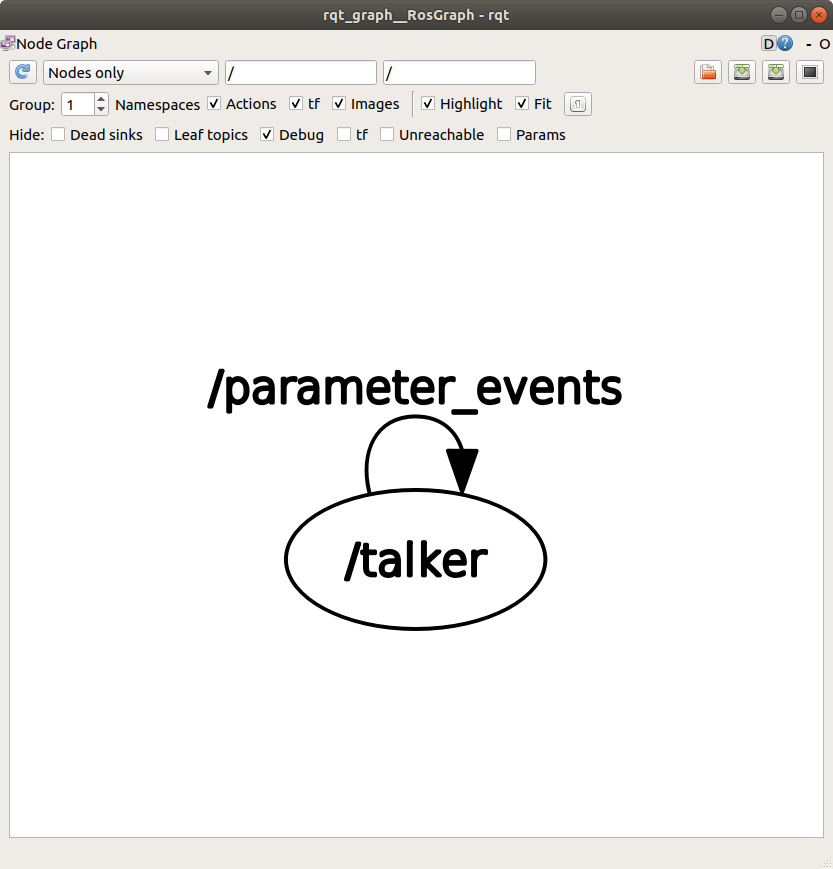 rqt_graph__RosGraph - rqt
Node Graph D ? - O
Nodes only / /
Group: 1 Namespaces Actions tf Images Highlight Fit
Hide: Dead sinks Leaf topics Debug tf Unreachable Params
/parameter_events
/talker